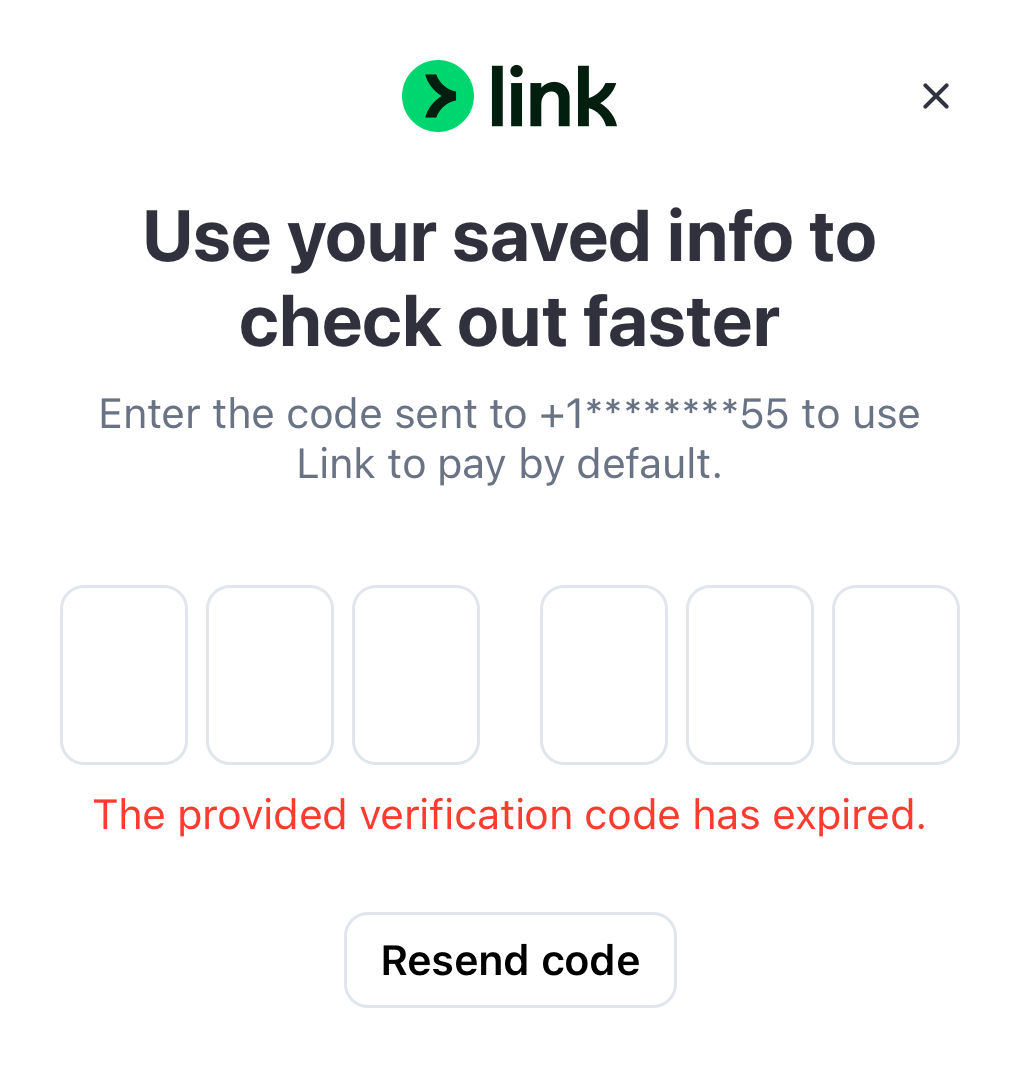 link
Use your saved info to
check out faster
Enter the code sent to +1********55 to use
Link to pay by default.
The provided verification code has expired.
Resend code